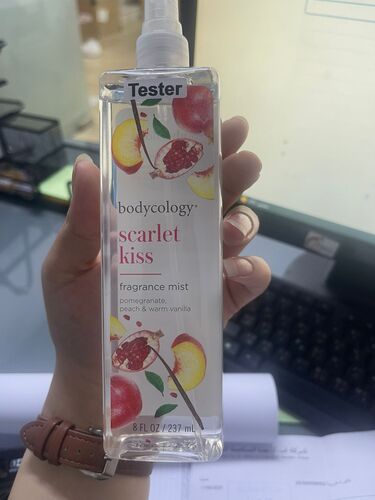 Tester
bodycology®
scarlet
kiss
fragrance mist
pomegranate,
peach & warm vanilla
8 FL OZ / 237 mL